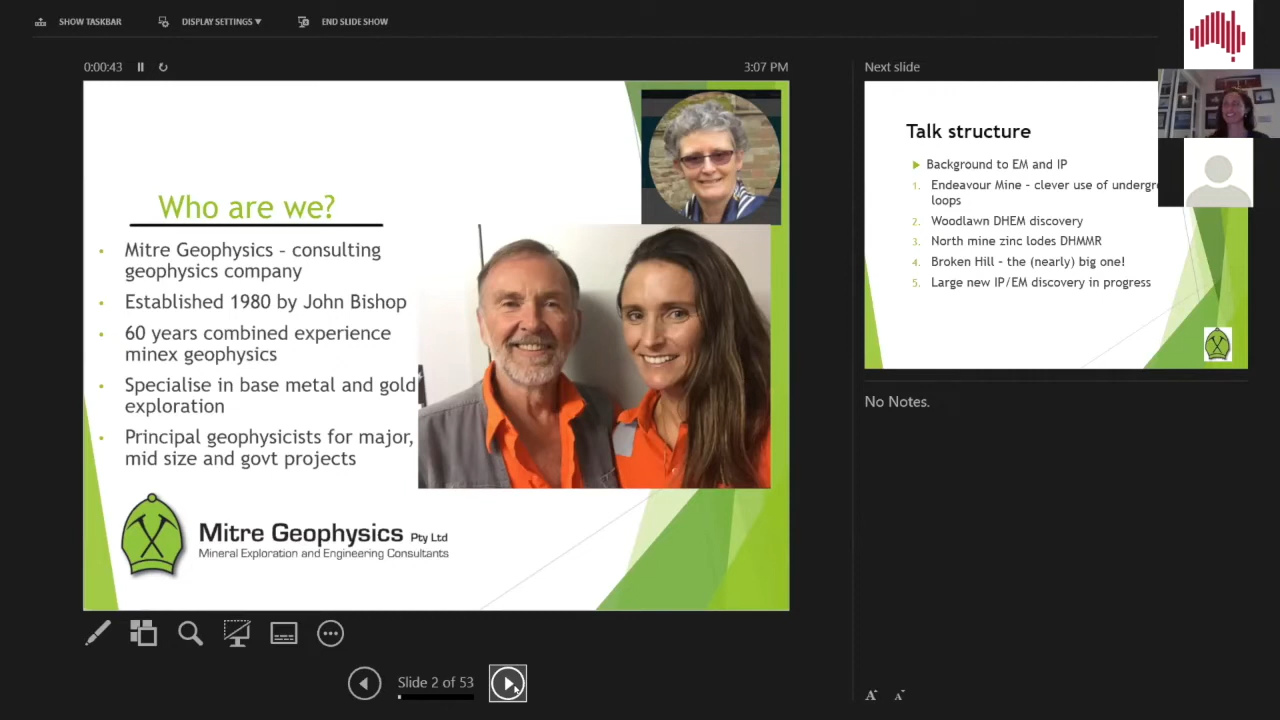 SHOW TASKBAR
DISPLAY SETTINGS ▼
END SLIDE SHOW
0:00:43
3:07 PM
Who are we?
• Mitre Geophysics - consulting
geophysics company
• Established 1980 by John Bishop
• 60 years combined experience
minex geophysics
• Specialise in base metal and gold
exploration
• Principal geophysicists for major,
mid size and govt projects
Mitre Geophysics Pty Ltd
Mineral Exploration and Engineering Consultants
Slide 2 of 53
Next slide
Talk structure
Background to EM and IP
1. Endeavour Mine - clever use of undergr
loops
2. Woodlawn DHEM discovery
3. North mine zinc lodes DHMMR
4. Broken Hill - the (nearly) big one!
5. Large new IP/EM discovery in progress
No Notes.
A A